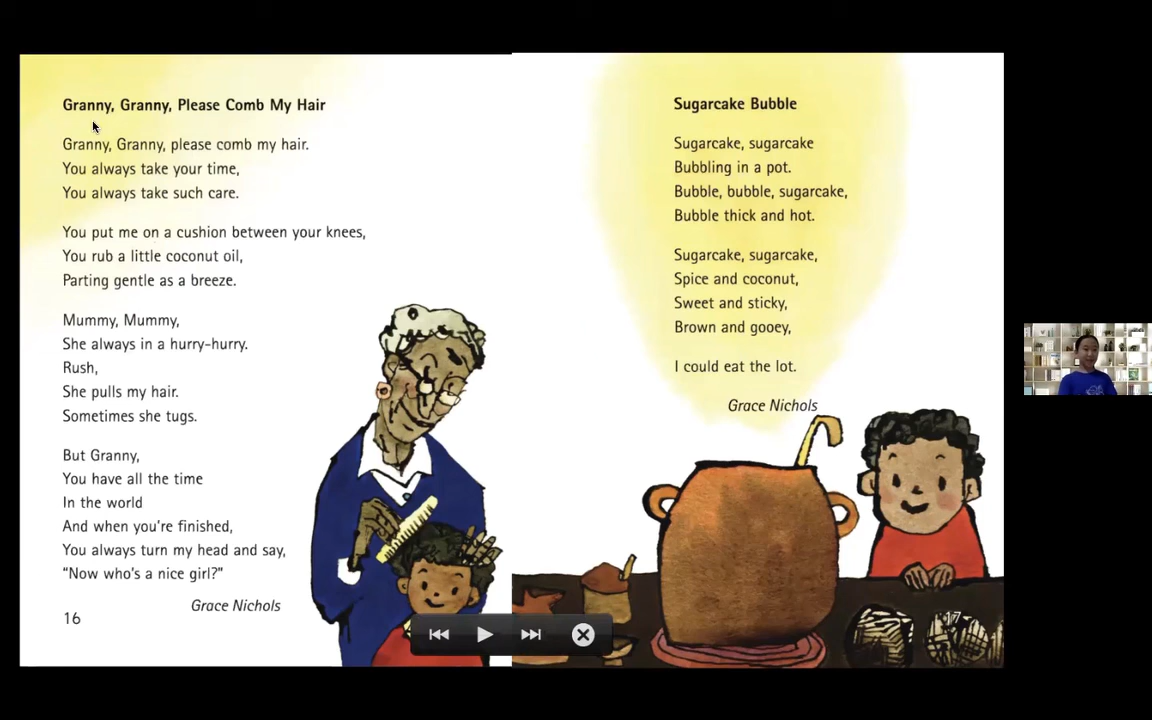 Granny, Granny, Please Comb My Hair
Granny, Granny, please comb my hair.
You always take your time,
You always take such care.
You put me on a cushion between your knees,
You rub a little coconut oil,
Parting gentle as a breeze.
Mummy, Mummy,
She always in a hurry-hurry.
Rush,
She pulls my hair.
Sometimes she tugs.
But Granny,
You have all the time
In the world
And when you're finished,
You always turn my head and say,
“Now who's a nice girl?”
Grace Nichols
16
Sugarcake Bubble
Sugarcake, sugarcake
Bubbling in a pot.
Bubble, bubble, sugarcake,
Bubble thick and hot.
Sugarcake, sugarcake,
Spice and coconut,
Sweet and sticky,
Brown and gooey,
I could eat the lot.
Grace Nichols